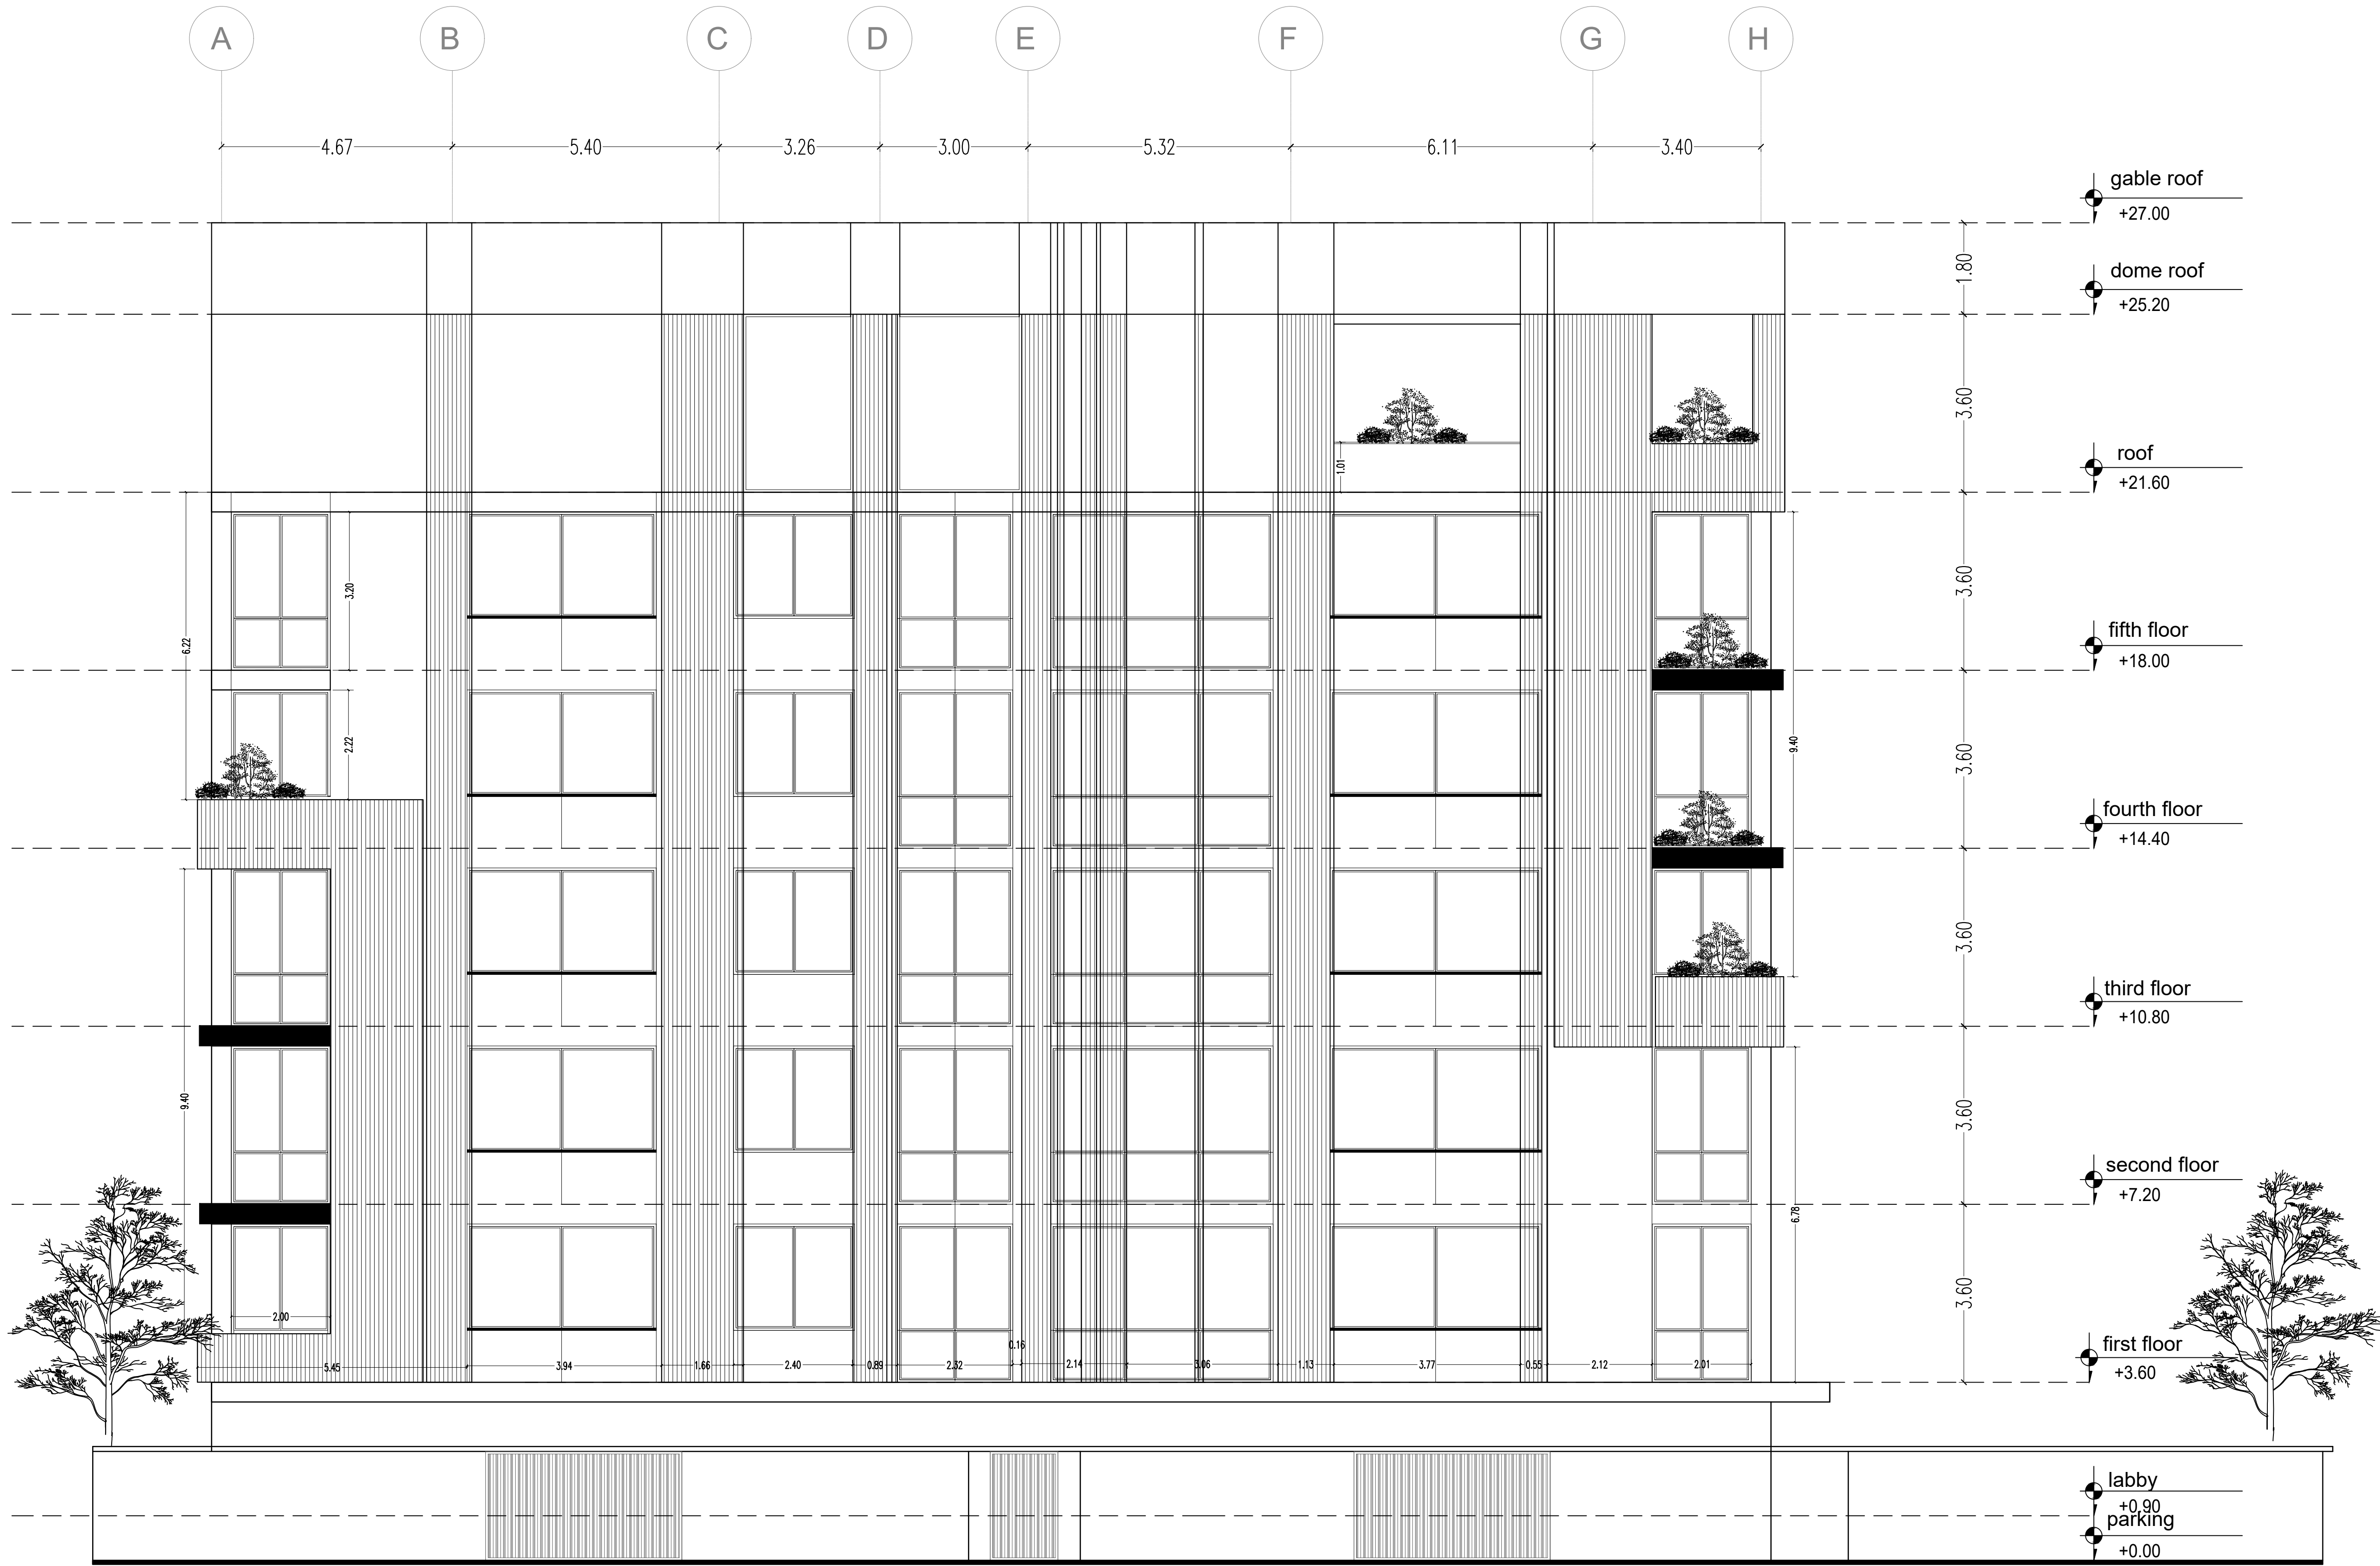 A B C D E F G H
4.67 5.40 3.26 3.00 5.32 6.11 3.40
gable roof
+27.00
1.80
dome roof
+25.20
3.60
roof
+21.60
1.01
3.20
3.60
6.22
fifth floor
+18.00
2.22
9.40
3.60
fourth floor
+14.40
3.60
third floor
+10.80
9.40
3.60
second floor
+7.20
6.78
3.60
2.00
first floor
+3.60
0.16
5.45 3.94 1.66 2.40 0.89 2.32 2.14 3.06 1.13 3.77 0.55 2.12 2.01
labby
+0.90
parking
+0.00